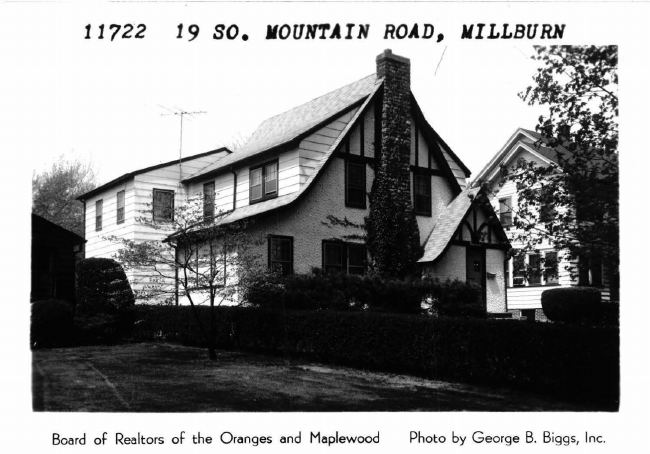 11722 19 SO. MOUNTAIN ROAD, MILLBURN
Board of Realtors of the Oranges and Maplewood Photo by George B. Biggs, Inc.